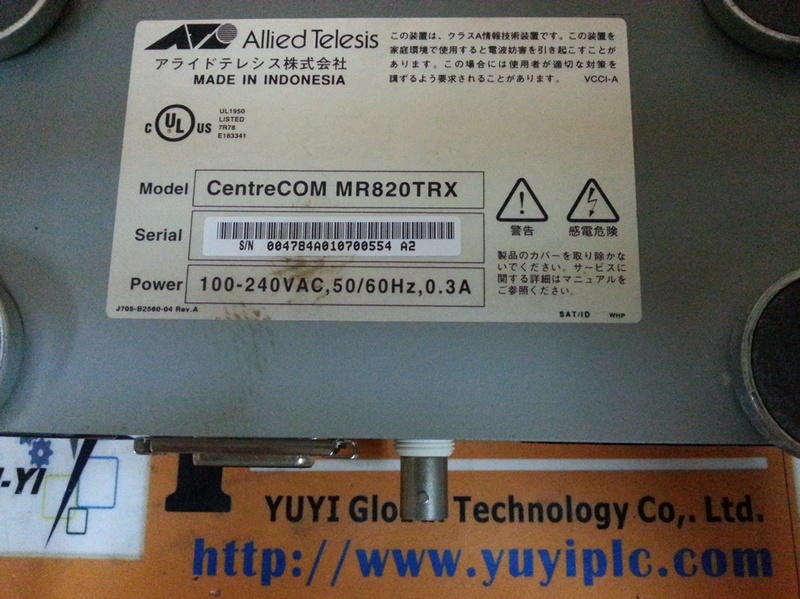 Allied Telesis
アライドテレシス株式会社
MADE IN INDONESIA
この装置は、クラスA情報技術装置です。この装置を
家庭環境で使用すると電波妨害を引き起こすことが
あります。この場合には使用者が適切な対策を
講ずるよう要求されることがあります。 VCCI-A
C UL US
UL1950
LISTED
7R78
E183341
Model CentreCOM MR820TRX
Serial
S/N 004784A010700554 A2
Power 100-240VAC,50/60Hz,0.3A
警告 感電危険
製品のカバーを取り除かな
いでください。サービスに
関する詳細はマニュアルを
ご参照ください。
J705-B2560-04 Rev.A
SAT/ID WHP
-YI
YUYI Glo Technology Co,. Ltd.
http://www.yuyiplc.com